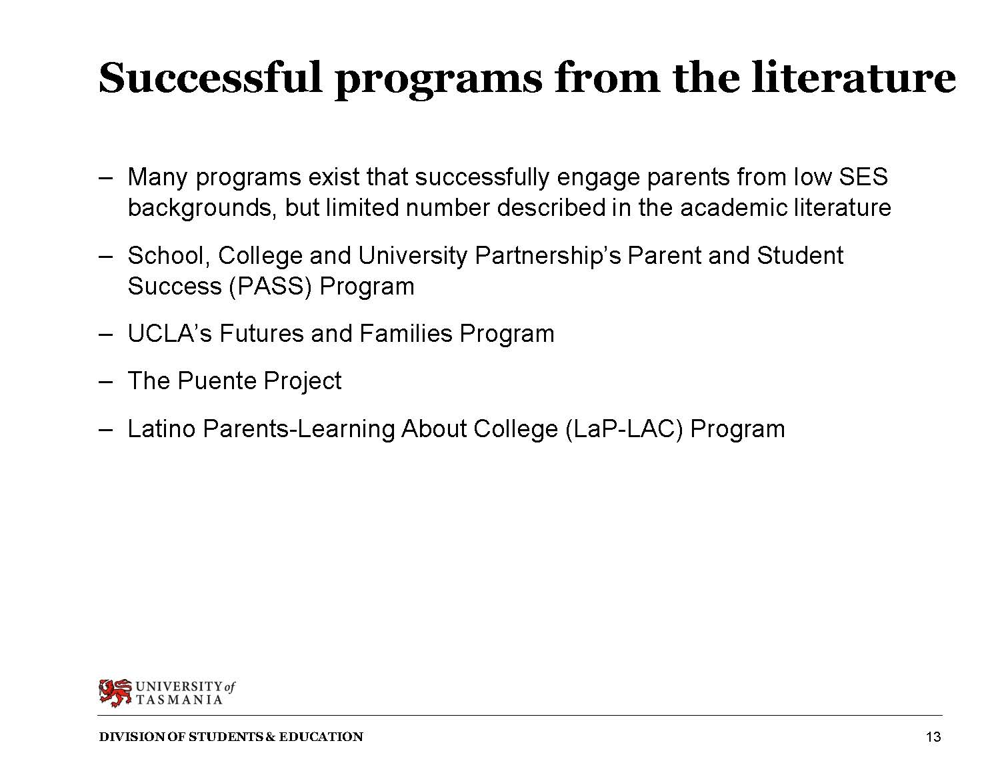 Successful programs from the literature
– Many programs exist that successfully engage parents from low SES
backgrounds, but limited number described in the academic literature
– School, College and University Partnership’s Parent and Student
Success (PASS) Program
– UCLA’s Futures and Families Program
– The Puente Project
– Latino Parents-Learning About College (LaP-LAC) Program
UNIVERSITY of
TASMANIA
DIVISION OF STUDENTS & EDUCATION
13